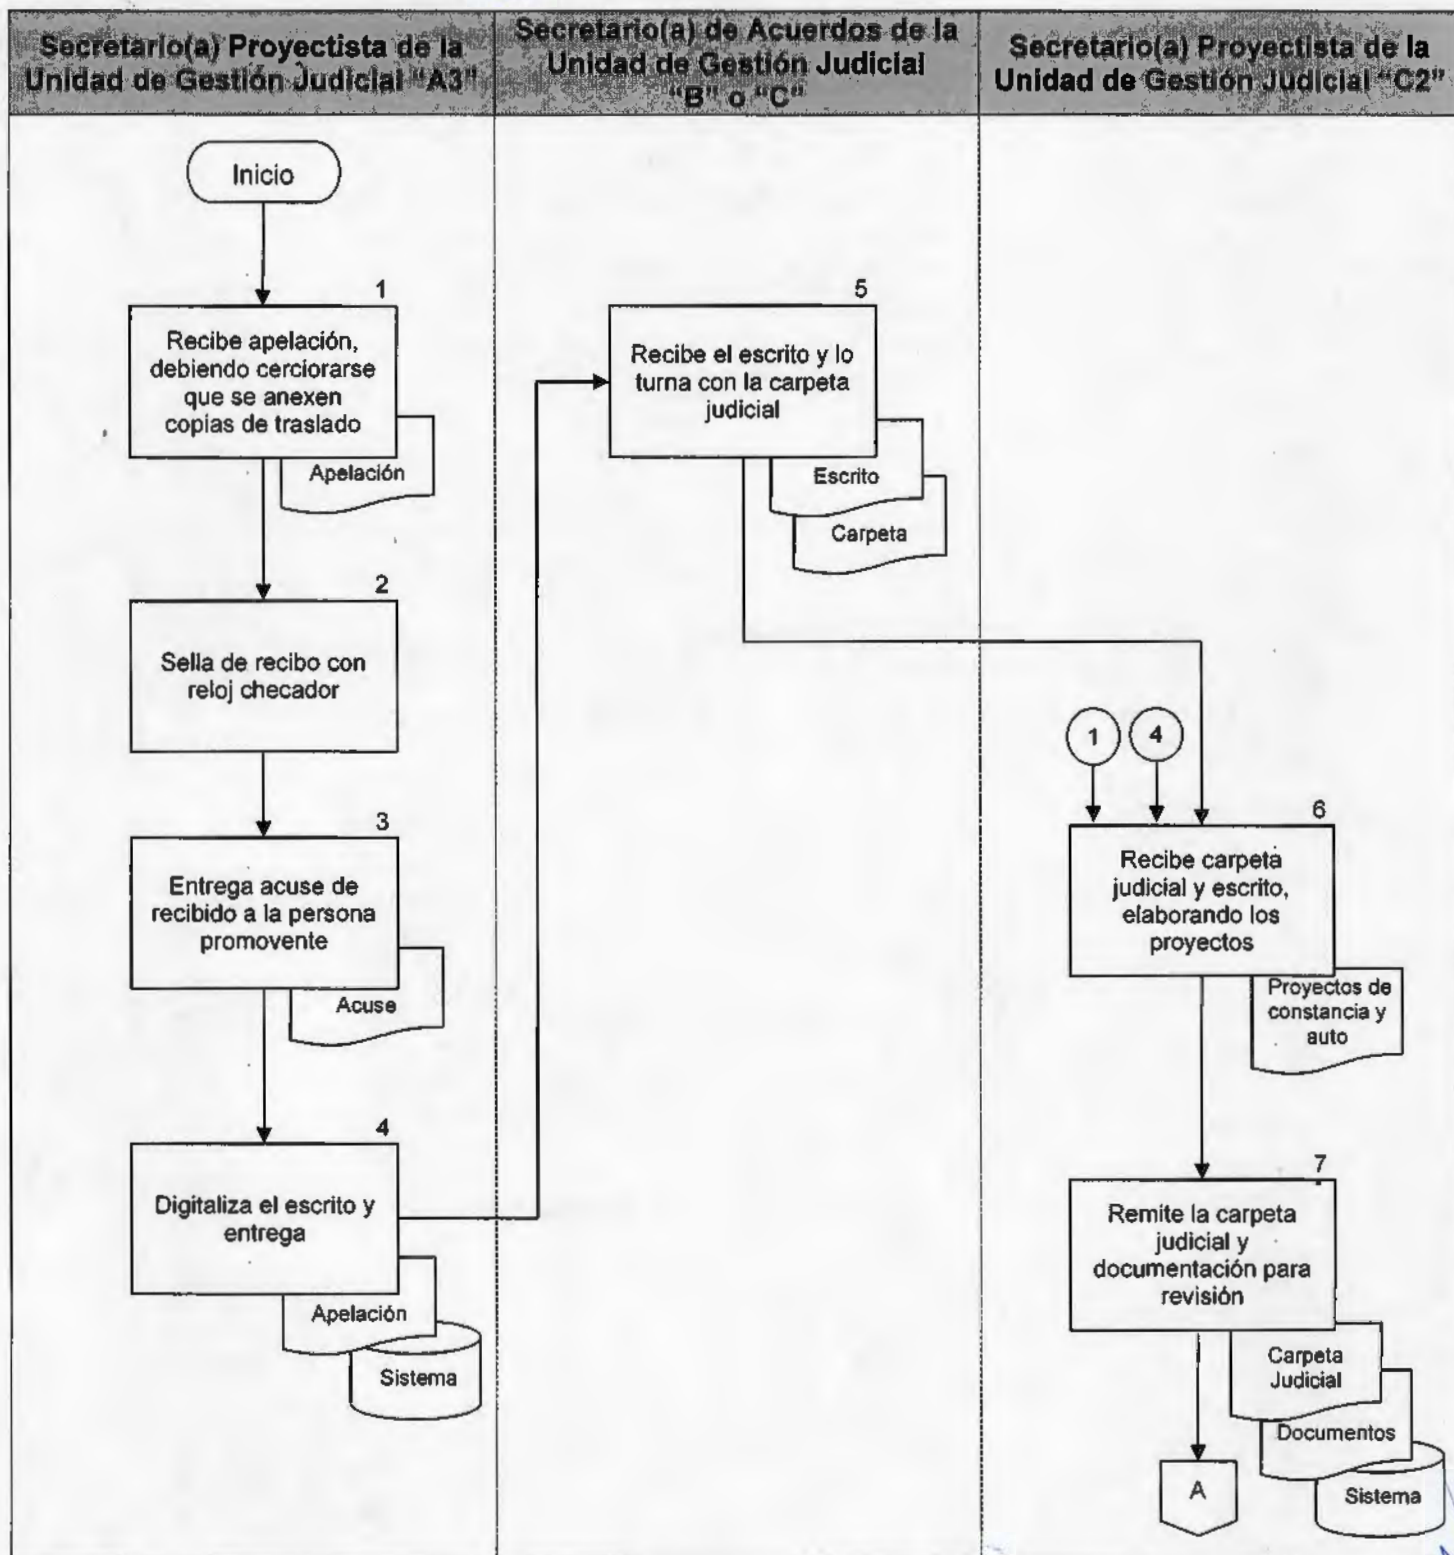 Secretario(a) Proyectista de la
Unidad de Gestión Judicial "A3"
Secretario(a) de Acuerdos de la
Unidad de Gestión Judicial
"B" o "C"
Secretario(a) Proyectista de la
Unidad de Gestión Judicial "C2"
Inicio
1
Recibe apelación,
debiendo cerciorarse
que se anexen
copias de traslado
Apelación
2
Sella de recibo con
reloj checador
3
Entrega acuse de
recibido a la persona
promovente
Acuse
4
Digitaliza el escrito y
entrega
Apelación
Sistema
5
Recibe el escrito y lo
turna con la carpeta
judicial
Escrito
Carpeta
1
4
6
Recibe carpeta
judicial y escrito,
elaborando los
proyectos
Proyectos de
constancia y
auto
7
Remite la carpeta
judicial y
documentación para
revisión
Carpeta
Judicial
Documentos
Sistema
A